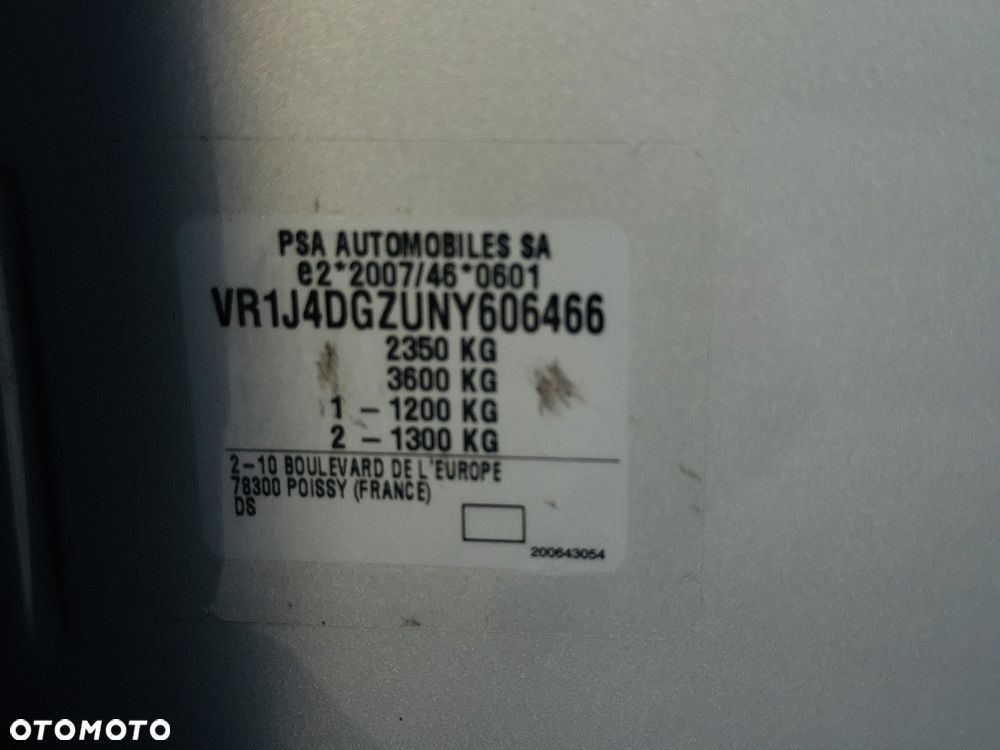 PSA AUTOMOBILES SA
e2*2007/46*0601
VR1J4DGZUNY606466
2350 KG
3600 KG
1 - 1200 KG
2 - 1300 KG
2-10 BOULEVARD DE L'EUROPE
78300 POISSY (FRANCE)
DS
200643054
OTOMOTO